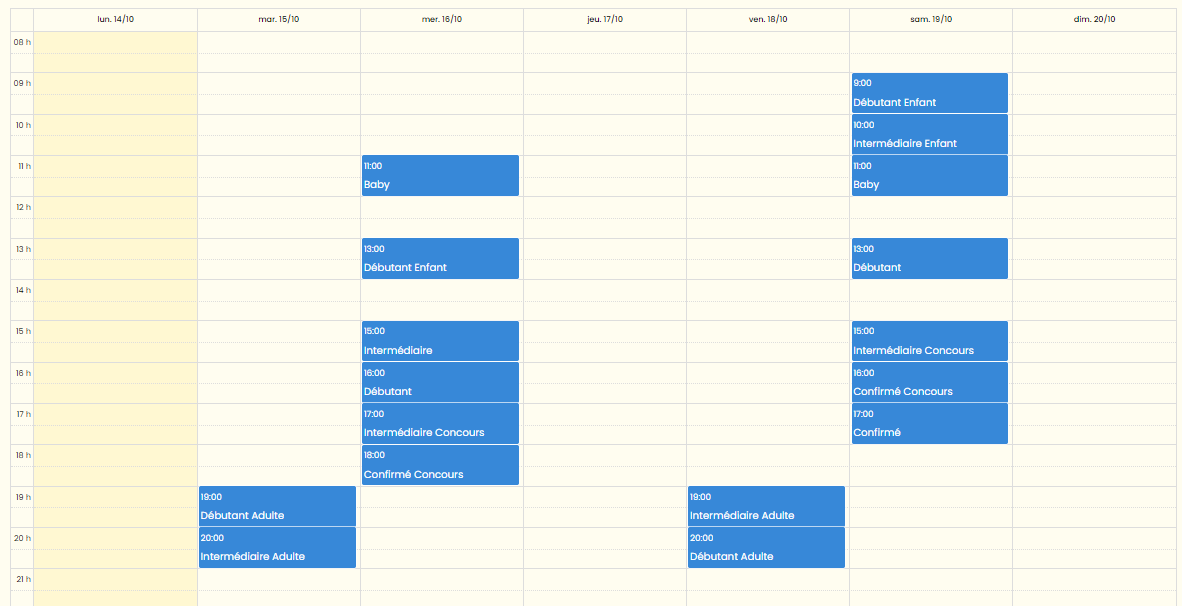 lun. 14/10
mar. 15/10
mer. 16/10
jeu. 17/10
ven. 18/10
sam. 19/10
dim. 20/10
08 h
09 h
9:00
Débutant Enfant
10 h
10:00
Intermédiaire Enfant
11 h
11:00
Baby
11:00
Baby
12 h
13 h
13:00
Débutant Enfant
13:00
Débutant
14 h
15 h
15:00
Intermédiaire
15:00
Intermédiaire Concours
16 h
16:00
Débutant
16:00
Confirmé Concours
17 h
17:00
Intermédiaire Concours
17:00
Confirmé
18 h
18:00
Confirmé Concours
19 h
19:00
Débutant Adulte
19:00
Intermédiaire Adulte
20 h
20:00
Intermédiaire Adulte
20:00
Débutant Adulte
21 h